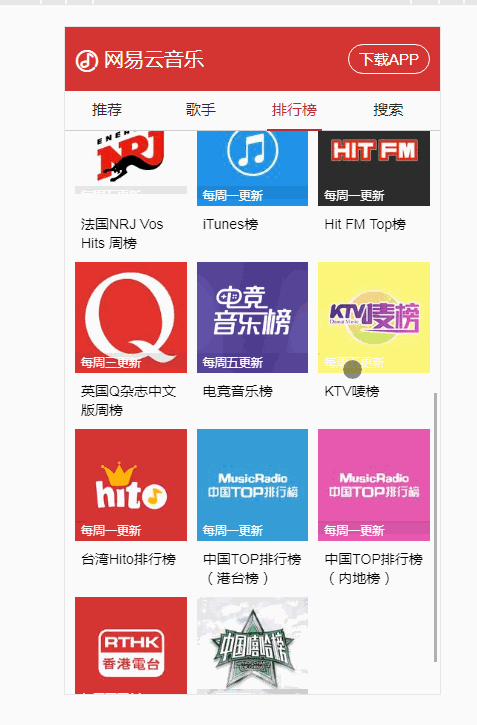 网易云音乐
下载APP
推荐
歌手
排行榜
搜索
ENERGY
NRJ
HIT FM
每周一更新
每周一更新
法国NRJ Vos
Hits 周榜
iTunes榜
Hit FM Top榜
Q
电竞
音乐榜
KTV唛榜
每周三更新
每周五更新
每周五更新
英国Q杂志中文
版周榜
电竞音乐榜
KTV唛榜
hito
MusicRadio
中国TOP排行榜
MusicRadio
中国TOP排行榜
每周一更新
每周一更新
每周一更新
台湾Hito排行榜
中国TOP排行榜
（港台榜）
中国TOP排行榜
（内地榜）
RTHK
香港電台
中国嘻哈榜